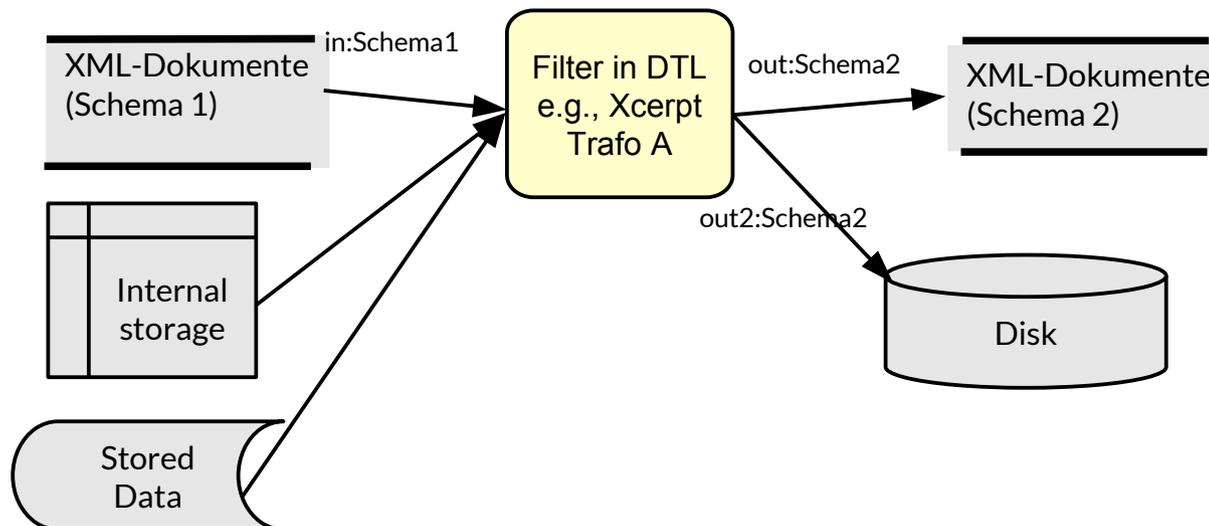 XML-Dokumente
(Schema 1)
in:Schema1
Filter in DTL
e.g., Xcerpt
Trafo A
out:Schema2
XML-Dokumente
(Schema 2)
out2:Schema2
Internal
storage
Disk
Stored
Data